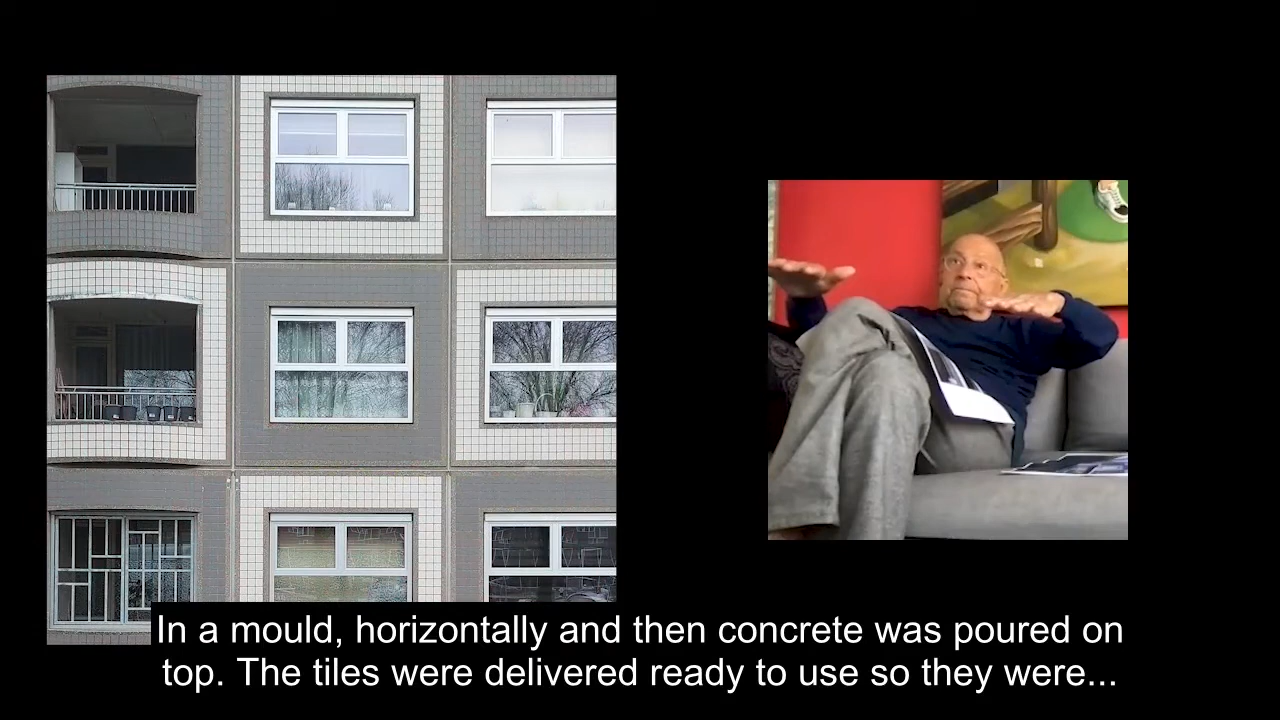 In a mould, horizontally and then concrete was poured on
top. The tiles were delivered ready to use so they were...